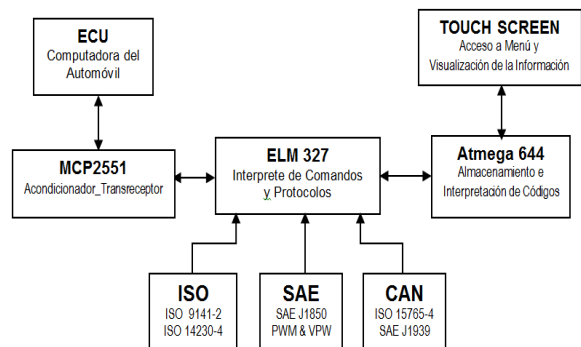 ECU
Computadora del
Automóvil
TOUCH SCREEN
Acceso a Menú y
Visualización de la Información
MCP2551
Acondicionador_Transreceptor
ELM 327
Interprete de Comandos
y Protocolos
Atmega 644
Almacenamiento e
Interpretación de Códigos
ISO
ISO 9141-2
ISO 14230-4
SAE
SAE J1850
PWM & VPW
CAN
ISO 15765-4
SAE J1939